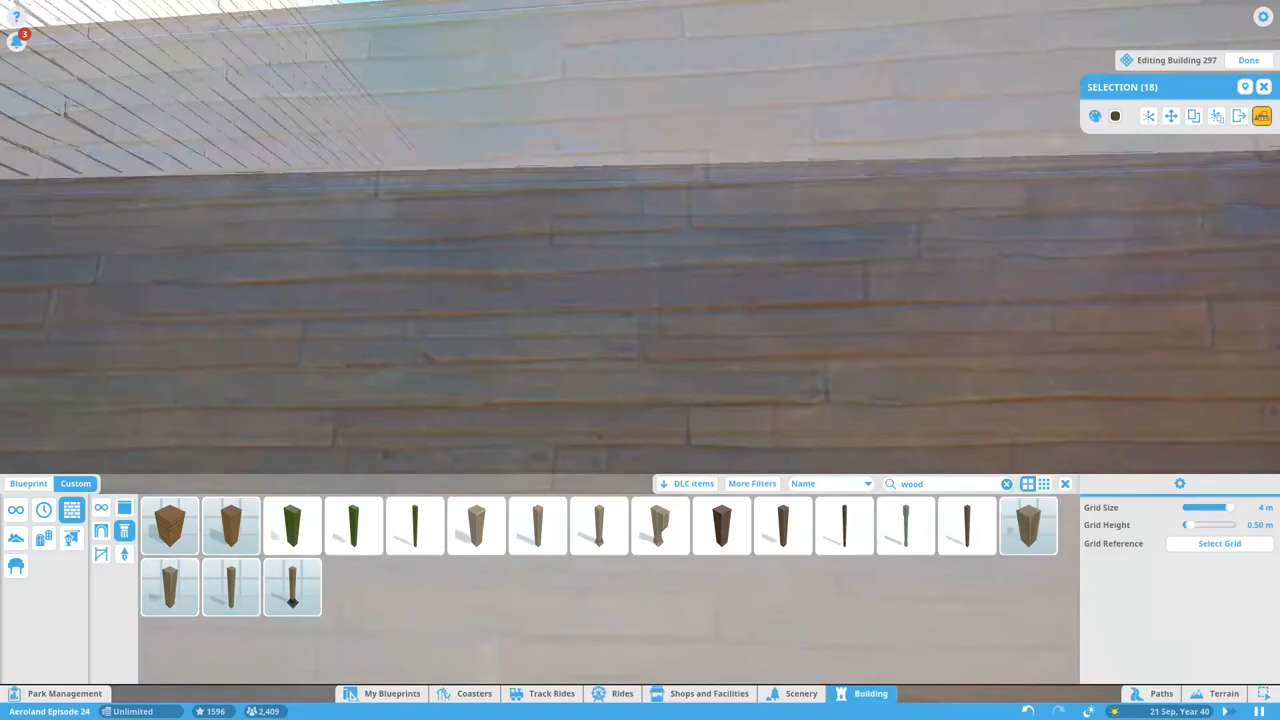 ?
3
Editing Building 297
Done
SELECTION (18)
Blueprint
Custom
DLC items
More Filters
Name
wood
Grid Size
4 m
Grid Height
0.50 m
Grid Reference
Select Grid
Park Management
My Blueprints
Coasters
Track Rides
Rides
Shops and Facilities
Scenery
Building
Paths
Terrain
Aeroland Episode 24
Unlimited
1596
2,409
21 Sep, Year 40